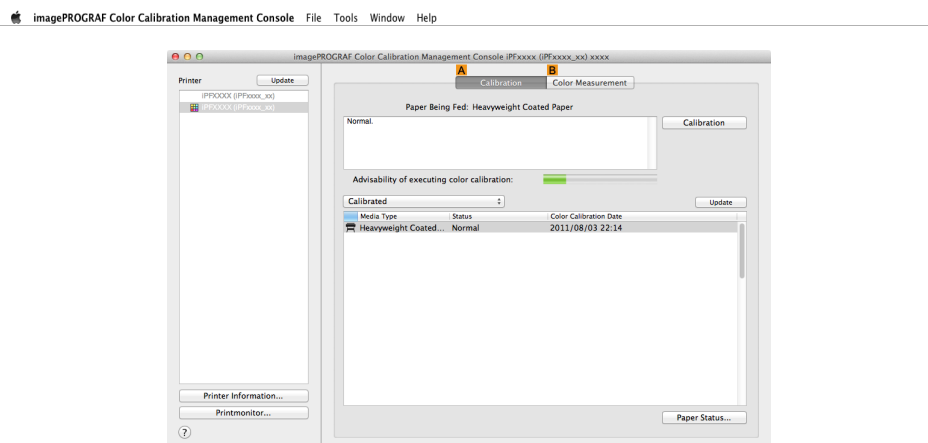 imagePROGRAF Color Calibration Management Console File Tools Window Help
imagePROGRAF Color Calibration Management Console iPFxxxx (iPFxxxx_xx) xxxx
Printer Update
iPFXXXX (iPFxxxx_xx)
iPFXXXX (iPFxxxx_xx)
Printer Information...
Printmonitor...
?
A B
Calibration Color Measurement
Paper Being Fed: Heavyweight Coated Paper
Normal.
Calibration
Advisability of executing color calibration:
Calibrated Update
Media Type Status Color Calibration Date
Heavyweight Coated... Normal 2011/08/03 22:14
Paper Status...